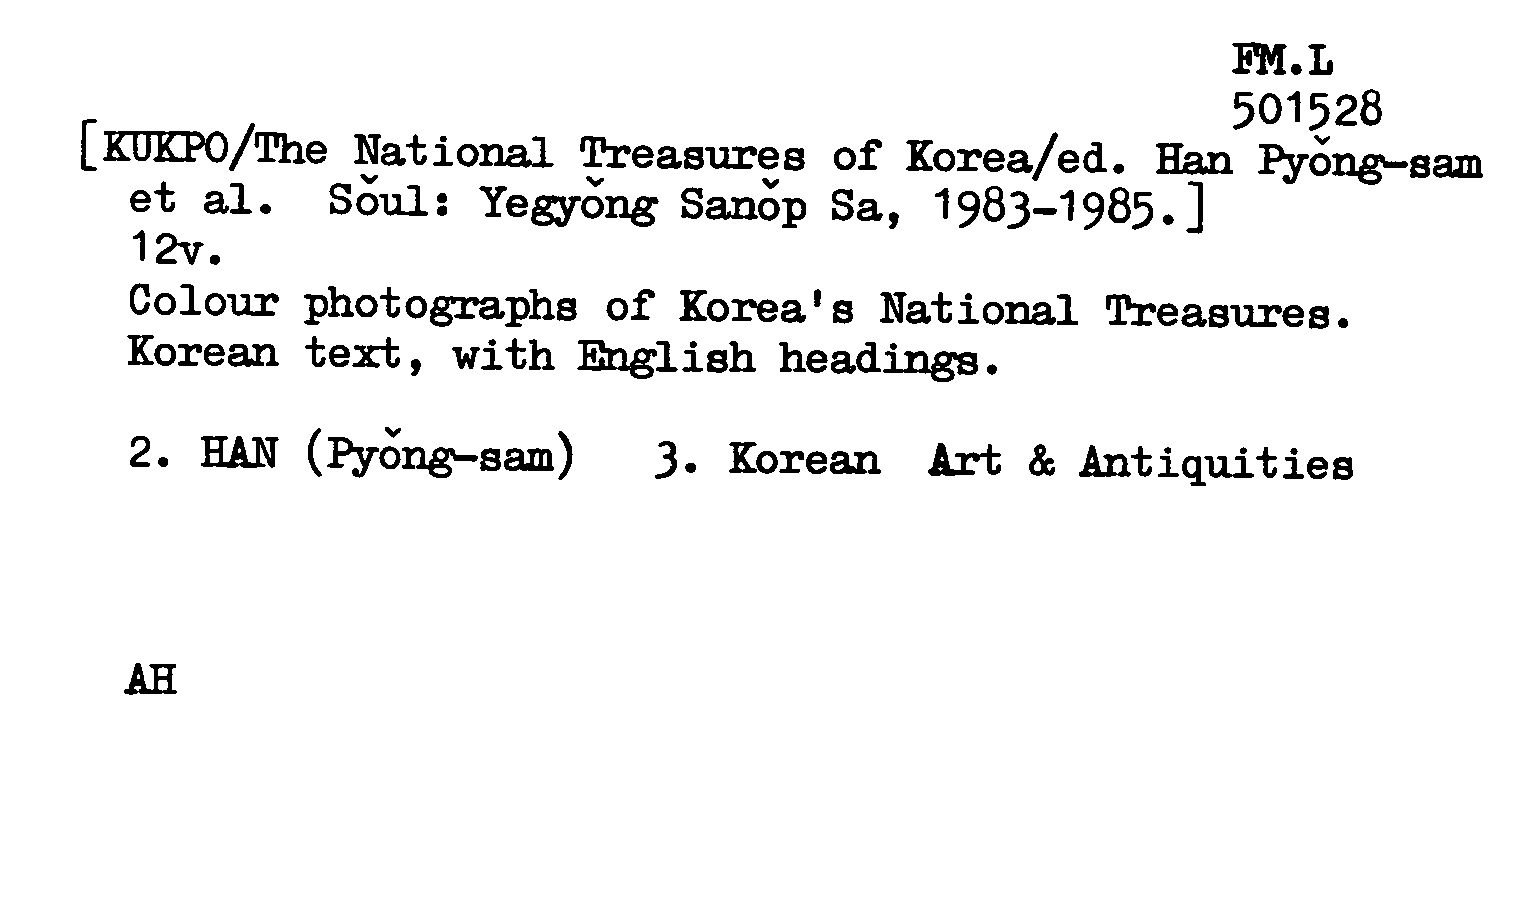 FM.L
501528
[KUKPO/The National Treasures of Korea/ed. Han Pyŏng-sam
et al. Sŏul: Yegyŏng Sanŏp Sa, 1983-1985.]
12v.
Colour photographs of Korea's National Treasures.
Korean text, with English headings.
2. HAN (Pyŏng-sam) 3. Korean Art & Antiquities
AH